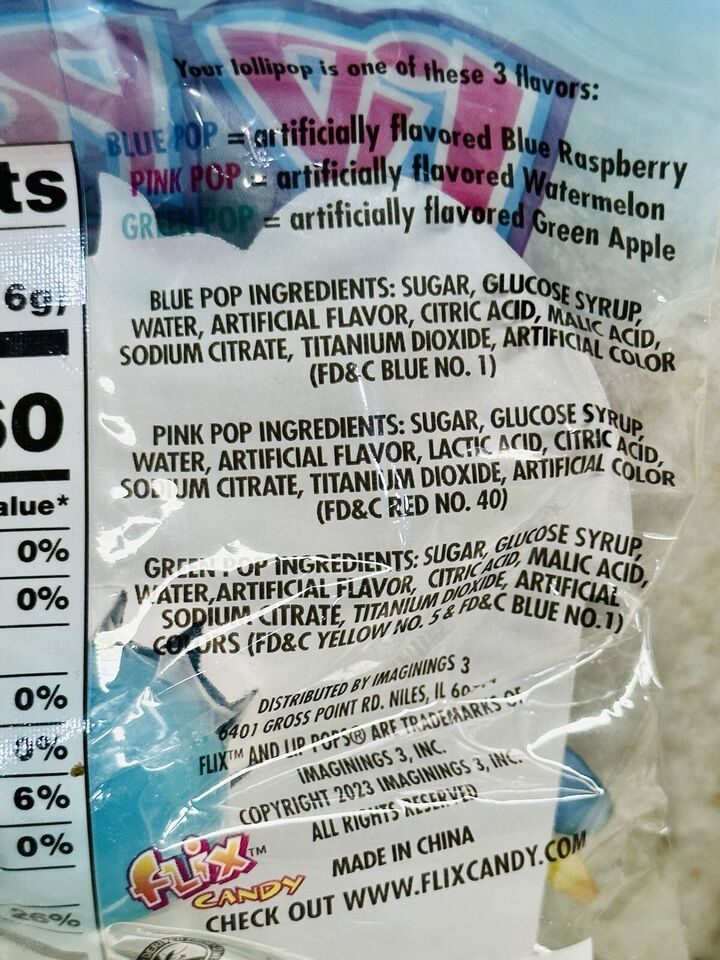 Your lollipop is one of these 3 flavors:
BLUE POP = artificially flavored Blue Raspberry
PINK POP = artificially flavored Watermelon
GREEN POP = artificially flavored Green Apple
ts
6g)
60
alue*
0%
0%
0%
0%
6%
0%
26%
BLUE POP INGREDIENTS: SUGAR, GLUCOSE SYRUP,
WATER, ARTIFICIAL FLAVOR, CITRIC ACID, MALIC ACID,
SODIUM CITRATE, TITANIUM DIOXIDE, ARTIFICIAL COLOR
(FD&C BLUE NO. 1)
PINK POP INGREDIENTS: SUGAR, GLUCOSE SYRUP,
WATER, ARTIFICIAL FLAVOR, LACTIC ACID, CITRIC ACID,
SODIUM CITRATE, TITANIUM DIOXIDE, ARTIFICIAL COLOR
(FD&C RED NO. 40)
GREEN POP INGREDIENTS: SUGAR, GLUCOSE SYRUP,
WATER,ARTIFICIAL FLAVOR, CITRIC ACID, MALIC ACID,
SODIUM CITRATE, TITANIUM DIOXIDE, ARTIFICIAL
COLORS (FD&C YELLOW NO. 5 & FD&C BLUE NO.1)
DISTRIBUTED BY IMAGININGS 3
6401 GROSS POINT RD. NILES, IL
FLIX™ AND LIP POPS® ARE TRADEMARKS OF
IMAGININGS 3, INC.
COPYRIGHT 2023 IMAGININGS 3, INC.
ALL RIGHTS RESERVED
MADE IN CHINA
FLiX™
CANDY
CHECK OUT WWW.FLIXCANDY.COM